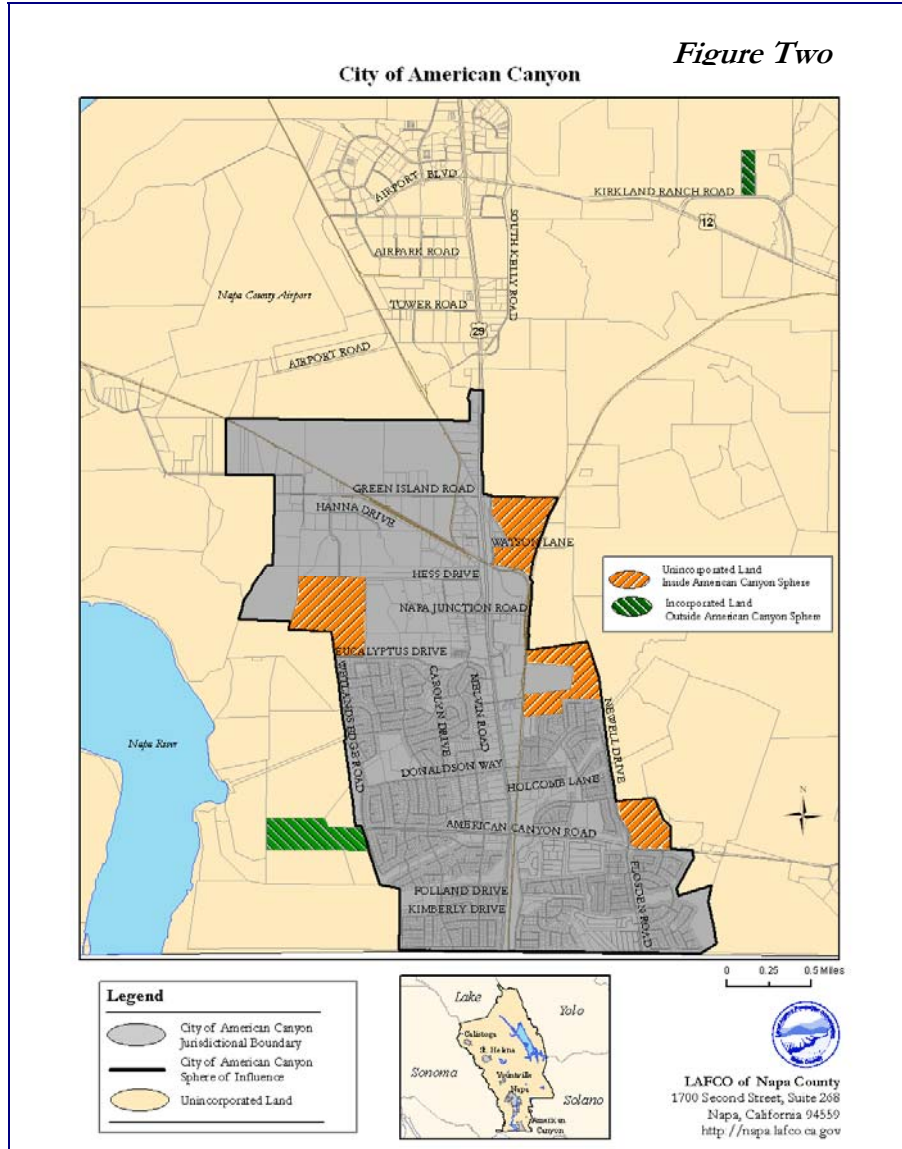 Figure Two
City of American Canyon
AIRPORT BLVD
KIRKLAND RANCH ROAD
12
SOUTH KELLY ROAD
AIRPARK ROAD
Napa County Airport
TOWER ROAD
29
AIRPORT ROAD
GREEN ISLAND ROAD
HANNA DRIVE
WATSON LANE
HESS DRIVE
NAPA JUNCTION ROAD
Unincorporated Land
Inside American Canyon Sphere
Incorporated Land
Outside American Canyon Sphere
EUCALYPTUS DRIVE
WETLANDS EDGE ROAD
CAROLYN DRIVE
MELVIN ROAD
NEWELL DRIVE
Napa River
DONALDSON WAY
HOLCOMB LANE
N
AMERICAN CANYON ROAD
FLOSDEN ROAD
FOLLAND DRIVE
KIMBERLY DRIVE
0 0.25 0.5 Miles
Legend
City of American Canyon
Jurisdictional Boundary
City of American Canyon
Sphere of Influence
Unincorporated Land
Lake
Yolo
Calistoga
St. Helena
Yountville
Sonoma
Napa
Solano
American
Canyon
LAFCO of Napa County
1700 Second Street, Suite 268
Napa, California 94559
http://napa.lafco.ca.gov